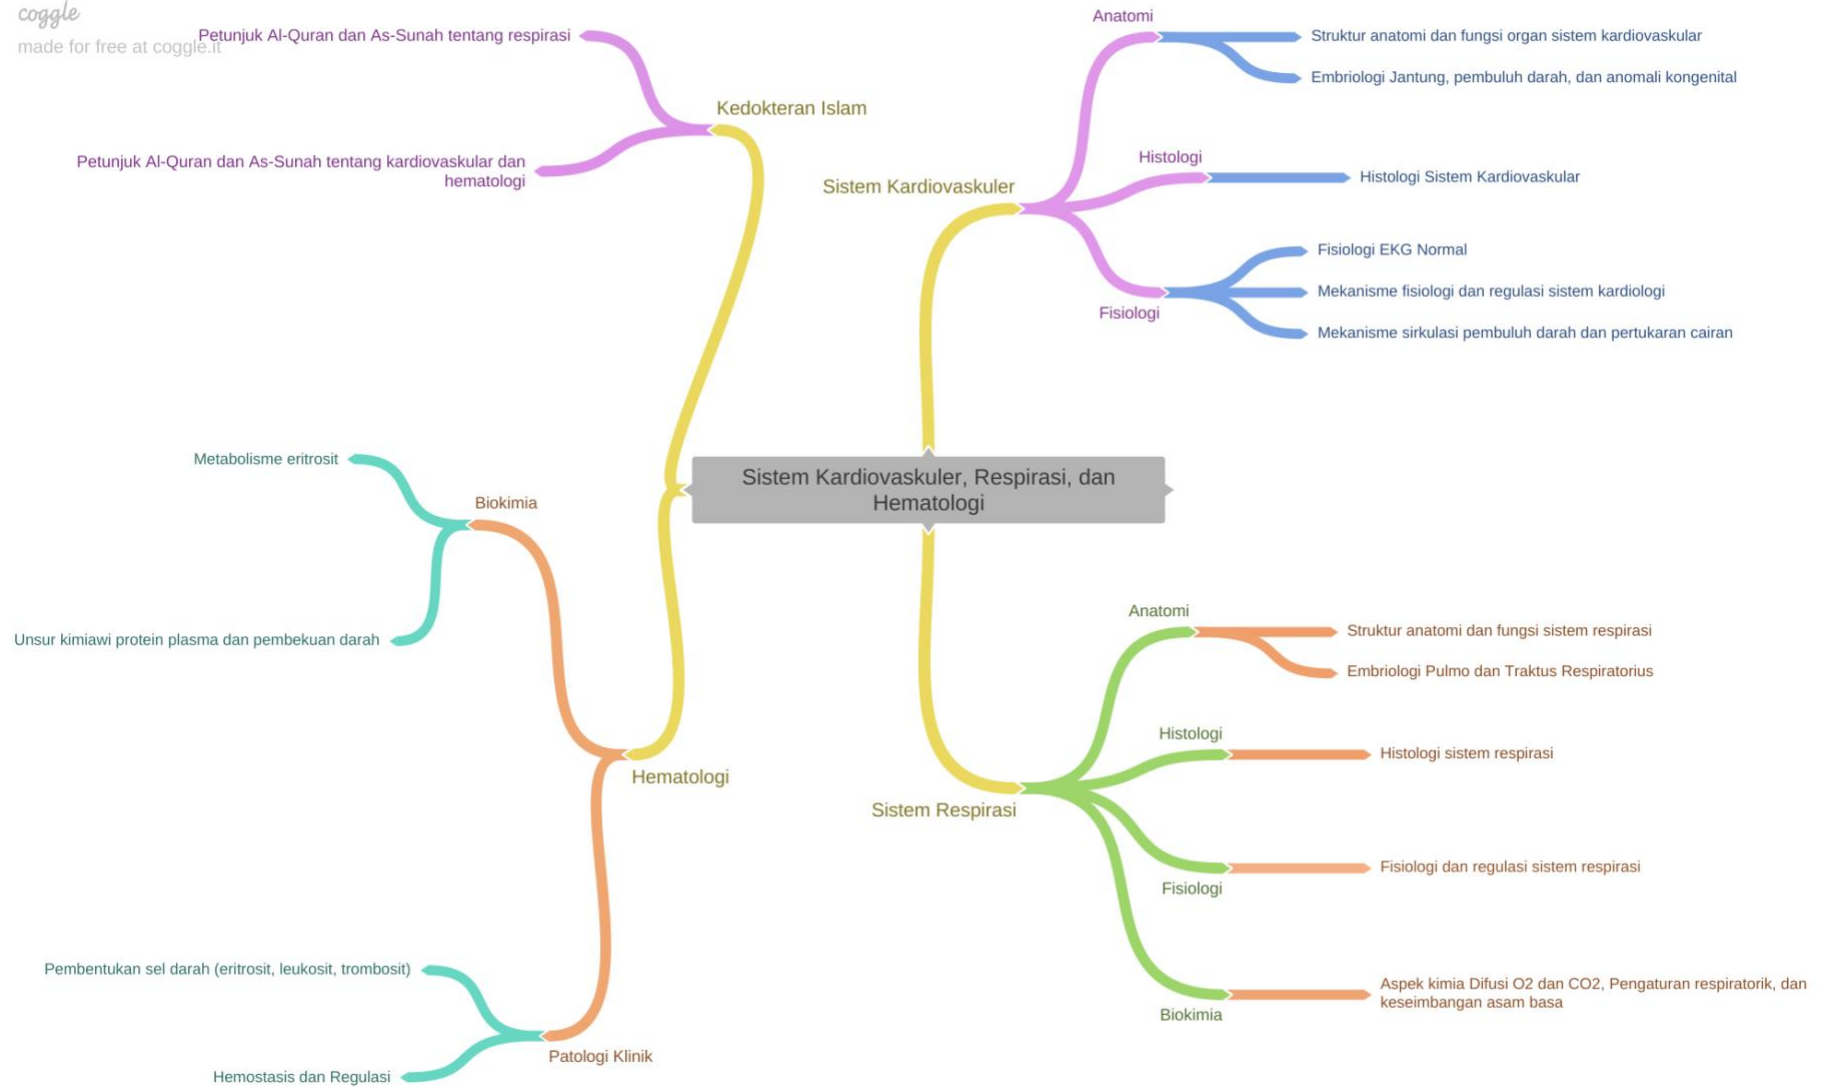 coggle
made for free at coggle.it
Petunjuk Al-Quran dan As-Sunah tentang respirasi
Kedokteran Islam
Petunjuk Al-Quran dan As-Sunah tentang kardiovaskular dan
hematologi
Anatomi
Struktur anatomi dan fungsi organ sistem kardiovaskular
Embriologi Jantung, pembuluh darah, dan anomali kongenital
Histologi
Histologi Sistem Kardiovaskular
Sistem Kardiovaskuler
Fisiologi EKG Normal
Mekanisme fisiologi dan regulasi sistem kardiologi
Fisiologi
Mekanisme sirkulasi pembuluh darah dan pertukaran cairan
Sistem Kardiovaskuler, Respirasi, dan
Hematologi
Metabolisme eritrosit
Biokimia
Unsur kimiawi protein plasma dan pembekuan darah
Hematologi
Pembentukan sel darah (eritrosit, leukosit, trombosit)
Patologi Klinik
Hemostasis dan Regulasi
Anatomi
Struktur anatomi dan fungsi sistem respirasi
Embriologi Pulmo dan Traktus Respiratorius
Histologi
Histologi sistem respirasi
Sistem Respirasi
Fisiologi dan regulasi sistem respirasi
Fisiologi
Aspek kimia Difusi O2 dan CO2, Pengaturan respiratorik, dan
keseimbangan asam basa
Biokimia